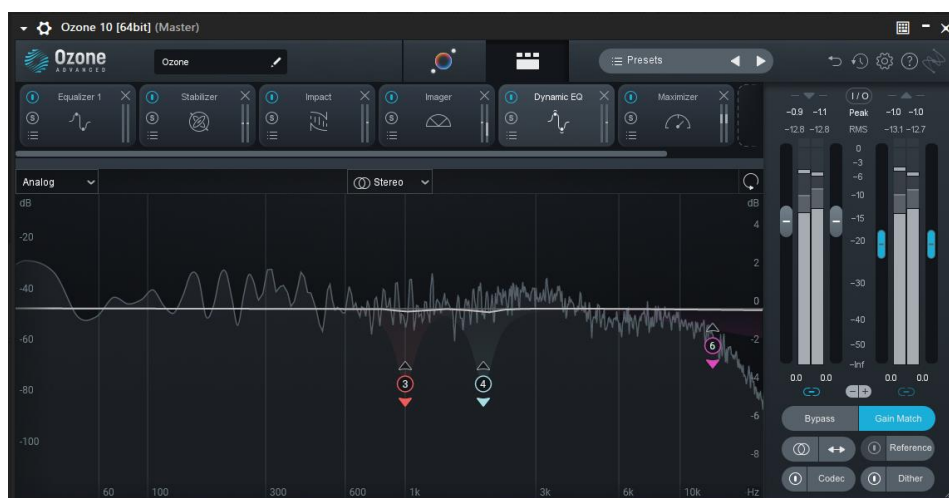 Ozone 10 [64bit] (Master)
Ozone
ADVANCED
Ozone
Presets
Equalizer 1
Stabilizer
Impact
Imager
Dynamic EQ
Maximizer
S
S
S
S
S
S
I/O
-0.9 -1.1 Peak -1.0 -1.0
-12.8 -12.8 RMS -13.1 -12.7
Analog
Stereo
dB
-20
-40
-60
-80
-100
dB
4
2
0
-2
-4
-6
-8
3
4
6
60 100 300 600 1k 3k 6k 10k Hz
0
-3
-6
-10
-15
-20
-30
-40
-50
-Inf
0.0 0.0 0.0 0.0
Bypass Gain Match
Reference
Codec Dither